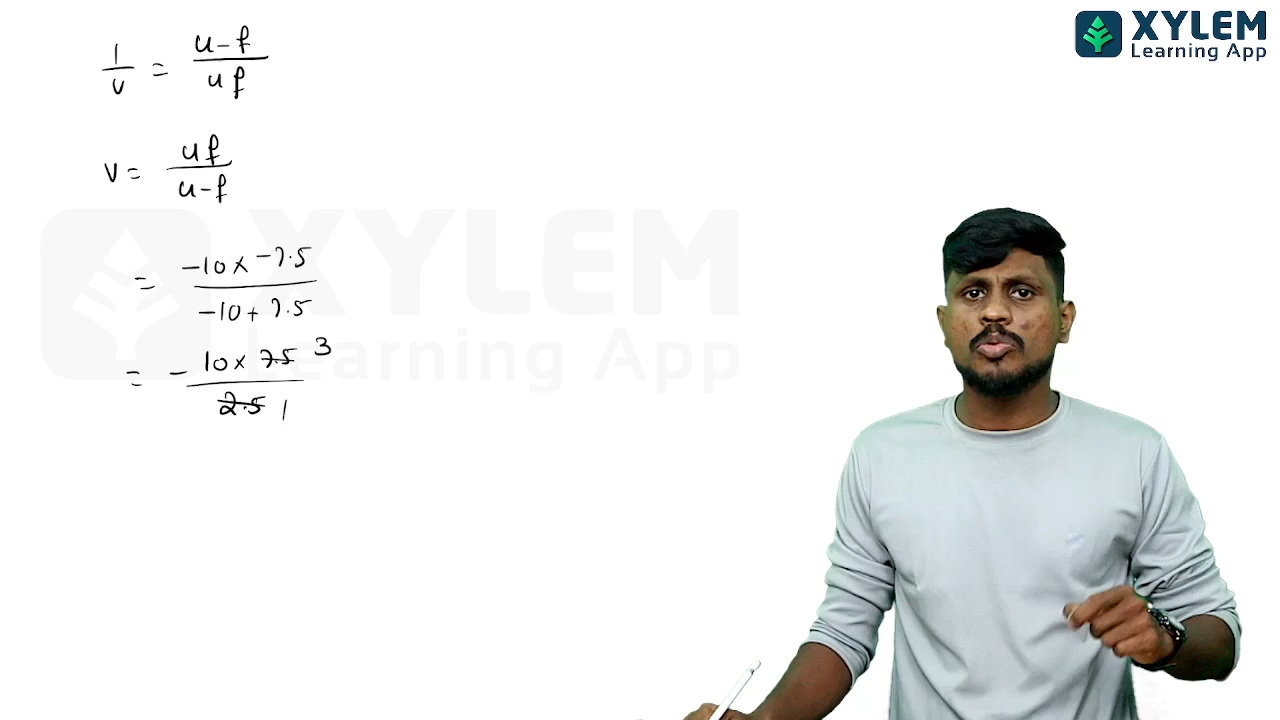 XYLEM
Learning App
1/v = u-f/uf
v = uf/u-f
= -10 x -7.5/-10 + 7.5
= - 10 x 7.5 3/2.5 1
XYLEM
Learning App